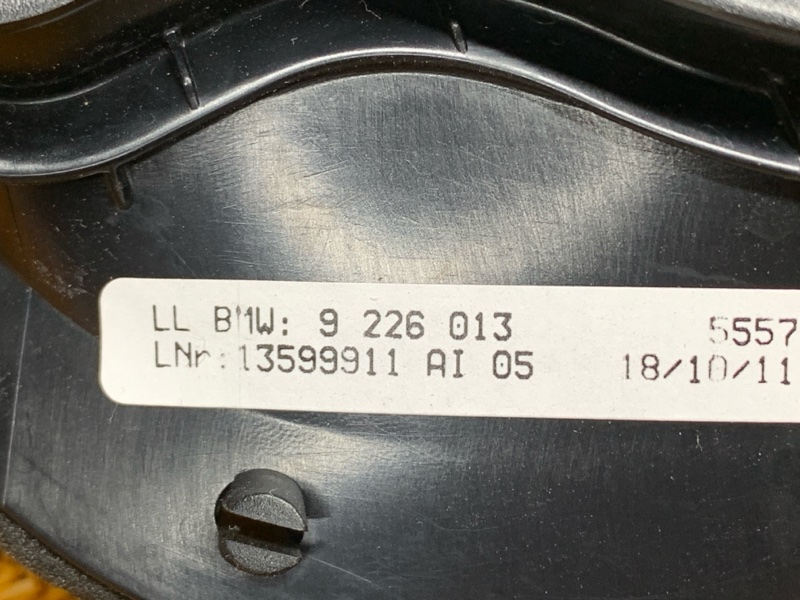 LL BMW: 9 226 013 5557
LNr:13599911 AI 05 18/10/11